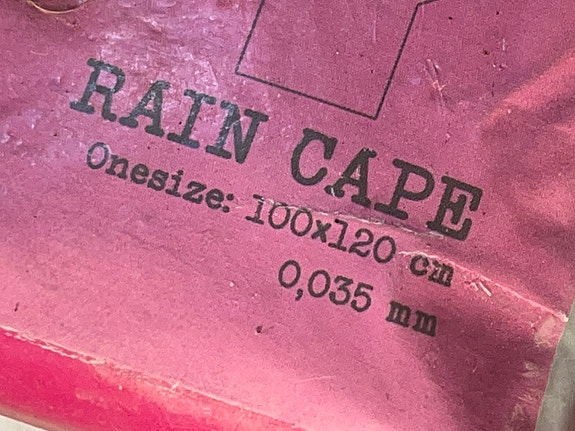 RAIN CAPE
Onesize: 100x120 cm
0,035 mm